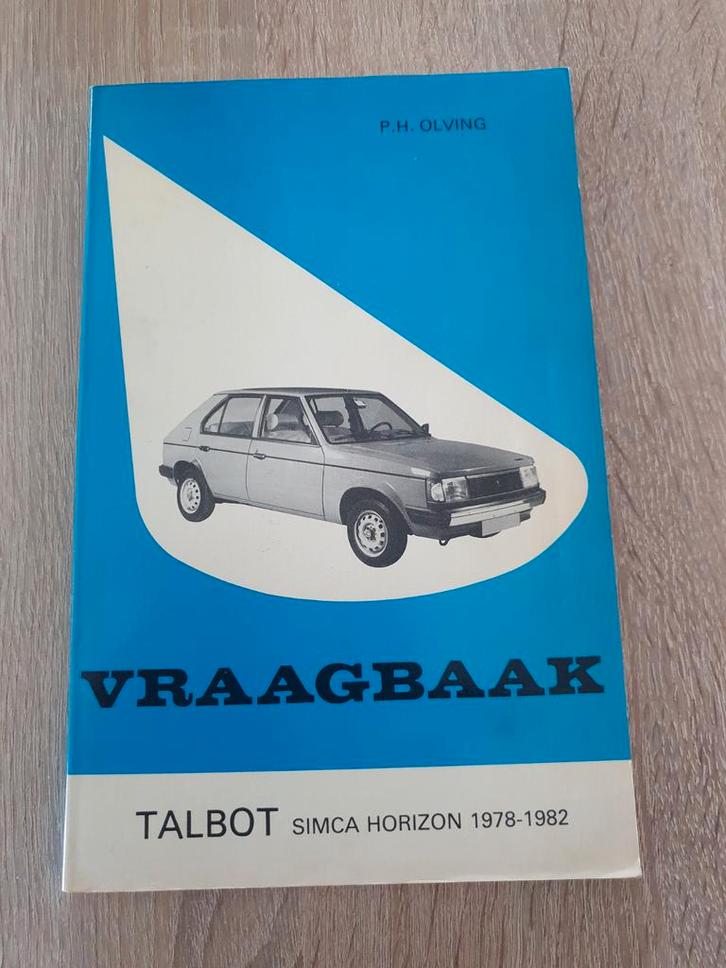 P.H. OLVING
VRAAGBAAK
TALBOT SIMCA HORIZON 1978-1982